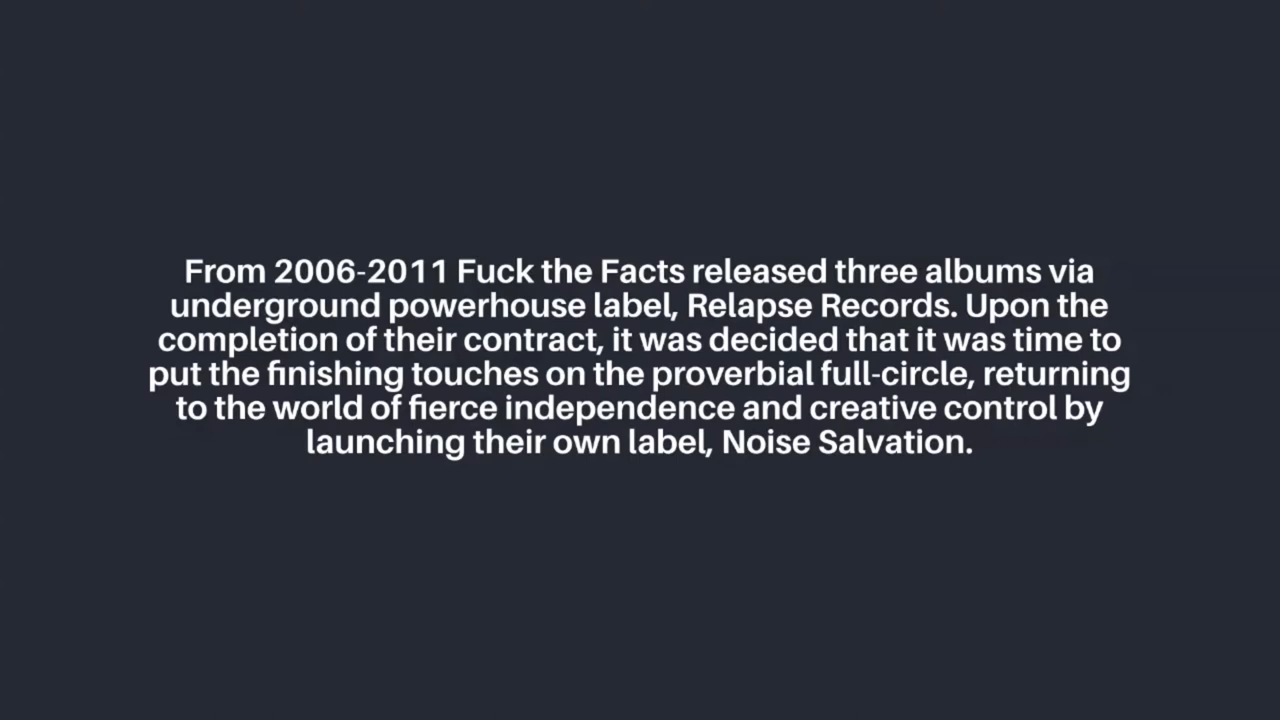 From 2006-2011 Fuck the Facts released three albums via
underground powerhouse label, Relapse Records. Upon the
completion of their contract, it was decided that it was time to
put the finishing touches on the proverbial full-circle, returning
to the world of fierce independence and creative control by
launching their own label, Noise Salvation.